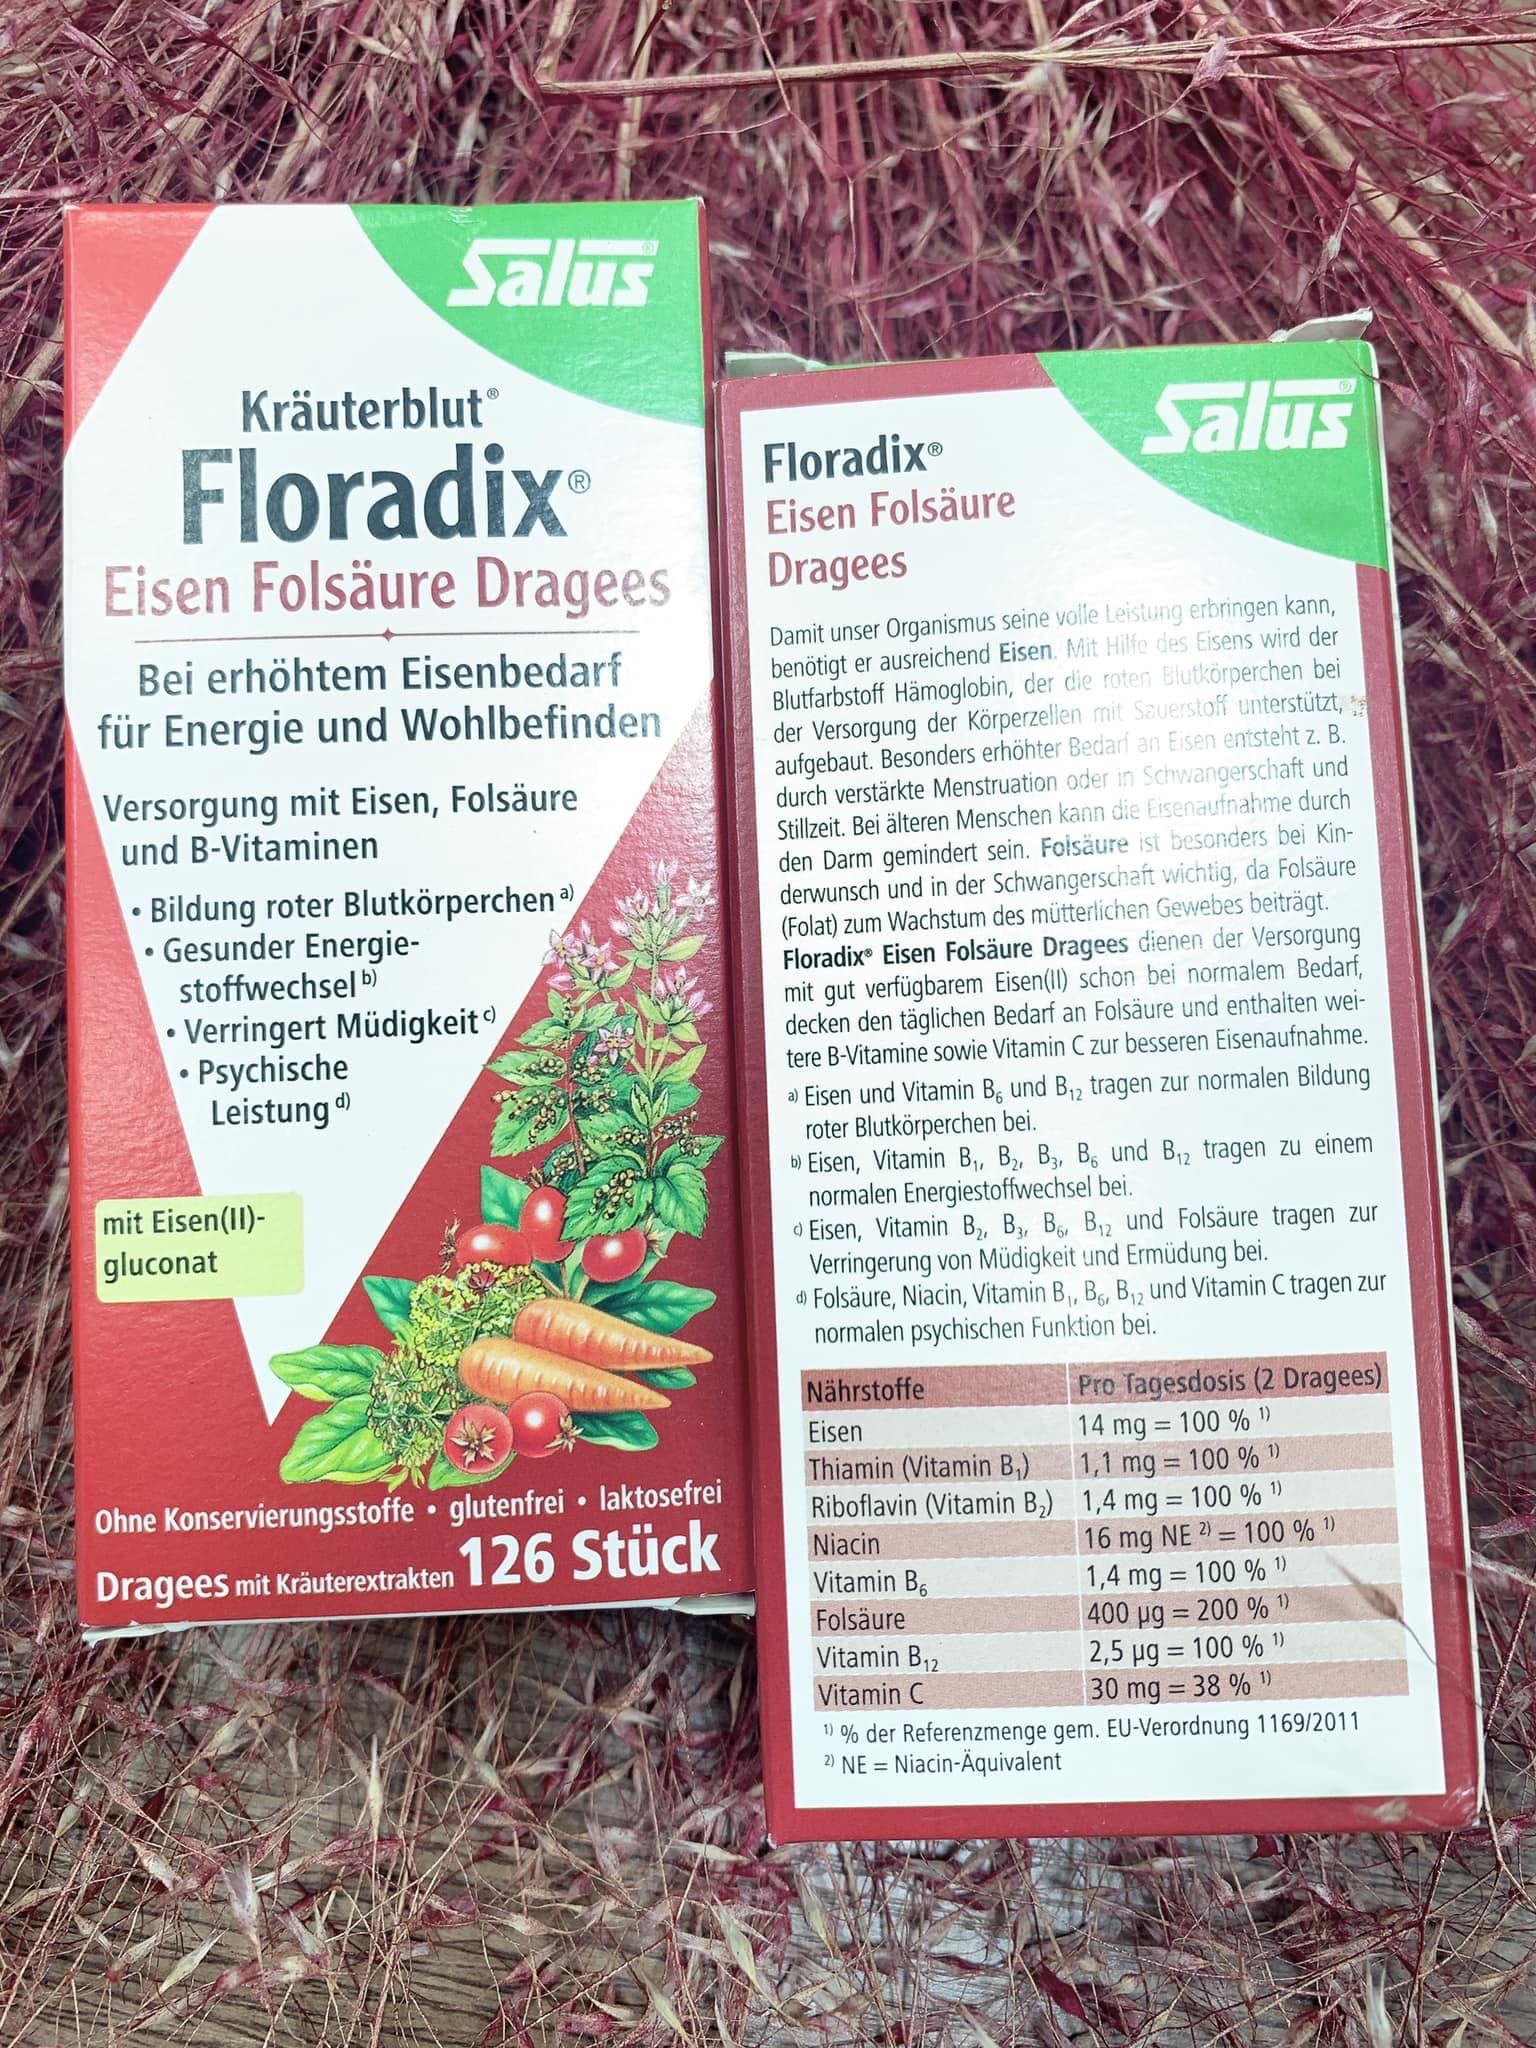 Salus®
Kräuterblut®
Floradix®
Eisen Folsäure Dragees
Bei erhöhtem Eisenbedarf
für Energie und Wohlbefinden
Versorgung mit Eisen, Folsäure
und B-Vitaminen
• Bildung roter Blutkörperchen a)
• Gesunder Energie-
stoffwechsel b)
• Verringert Müdigkeit c)
• Psychische
Leistung d)
mit Eisen(II)-
gluconat
Ohne Konservierungsstoffe • glutenfrei • laktosefrei
Dragees mit Kräuterextrakten 126 Stück
Salus®
Floradix®
Eisen Folsäure
Dragees
Damit unser Organismus seine volle Leistung erbringen kann,
benötigt er ausreichend Eisen. Mit Hilfe des Eisens wird der
Blutfarbstoff Hämoglobin, der die roten Blutkörperchen bei
der Versorgung der Körperzellen mit Sauerstoff unterstützt,
aufgebaut. Besonders erhöhter Bedarf an Eisen entsteht z. B.
durch verstärkte Menstruation oder in Schwangerschaft und
Stillzeit. Bei älteren Menschen kann die Eisenaufnahme durch
den Darm gemindert sein. Folsäure ist besonders bei Kin-
derwunsch und in der Schwangerschaft wichtig, da Folsäure
(Folat) zum Wachstum des mütterlichen Gewebes beiträgt.
Floradix® Eisen Folsäure Dragees dienen der Versorgung
mit gut verfügbarem Eisen(II) schon bei normalem Bedarf,
decken den täglichen Bedarf an Folsäure und enthalten wei-
tere B-Vitamine sowie Vitamin C zur besseren Eisenaufnahme.
a) Eisen und Vitamin B6 und B12 tragen zur normalen Bildung
roter Blutkörperchen bei.
b) Eisen, Vitamin B1, B2, B3, B6 und B12 tragen zu einem
normalen Energiestoffwechsel bei.
c) Eisen, Vitamin B2, B3, B6, B12 und Folsäure tragen zur
Verringerung von Müdigkeit und Ermüdung bei.
d) Folsäure, Niacin, Vitamin B1, B6, B12 und Vitamin C tragen zur
normalen psychischen Funktion bei.
Nährstoffe Pro Tagesdosis (2 Dragees)
Eisen 14 mg = 100 % 1)
Thiamin (Vitamin B1) 1,1 mg = 100 % 1)
Riboflavin (Vitamin B2) 1,4 mg = 100 % 1)
Niacin 16 mg NE 2) = 100 % 1)
Vitamin B6 1,4 mg = 100 % 1)
Folsäure 400 µg = 200 % 1)
Vitamin B12 2,5 µg = 100 % 1)
Vitamin C 30 mg = 38 % 1)
1) % der Referenzmenge gem. EU-Verordnung 1169/2011
2) NE = Niacin-Äquivalent